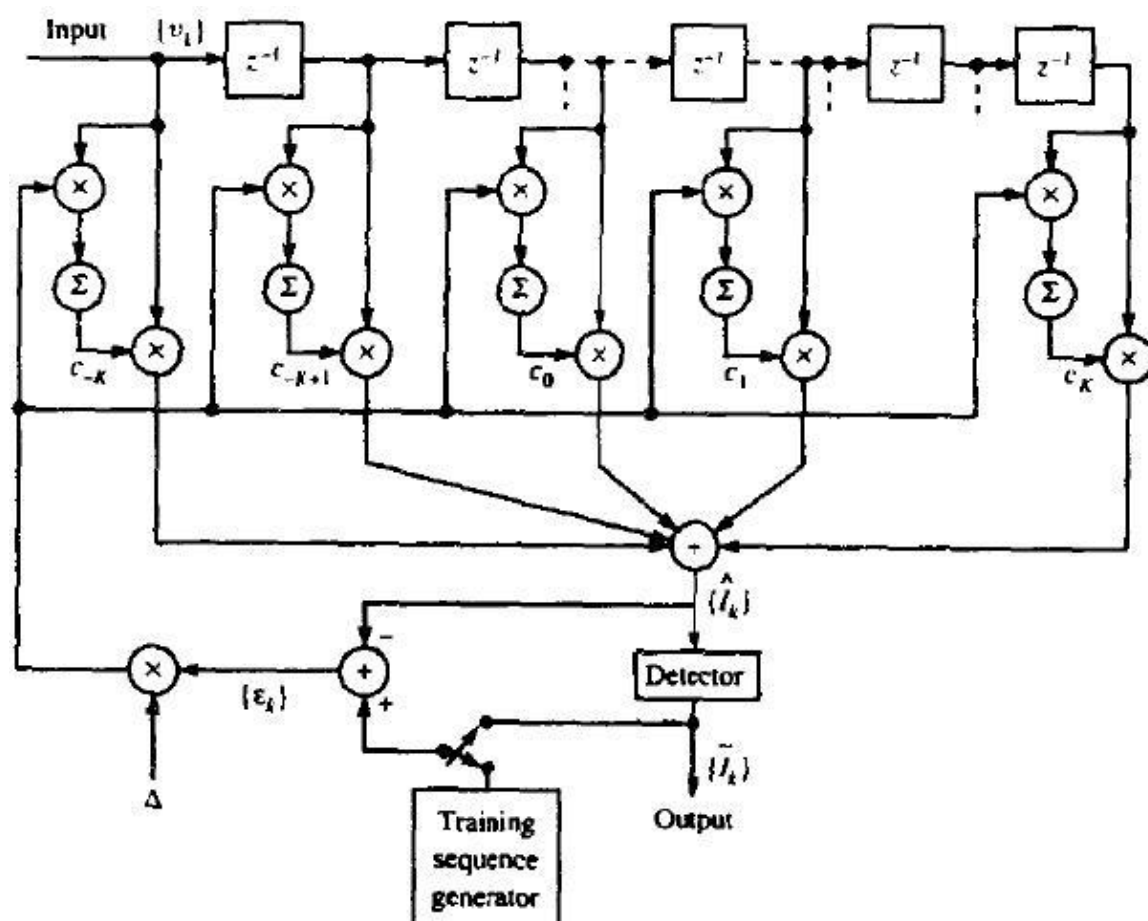 Input {v_k}
z⁻¹ z⁻¹ z⁻¹ z⁻¹ z⁻¹
× × × × ×
Σ Σ Σ Σ Σ
× × × × ×
c_{-K} c_{-K+1} c_0 c_1 c_K
+
{Î_k}
−
× + Detector
{ε_k} +
{Ĩ_k}
Δ
Output
Training
sequence
generator